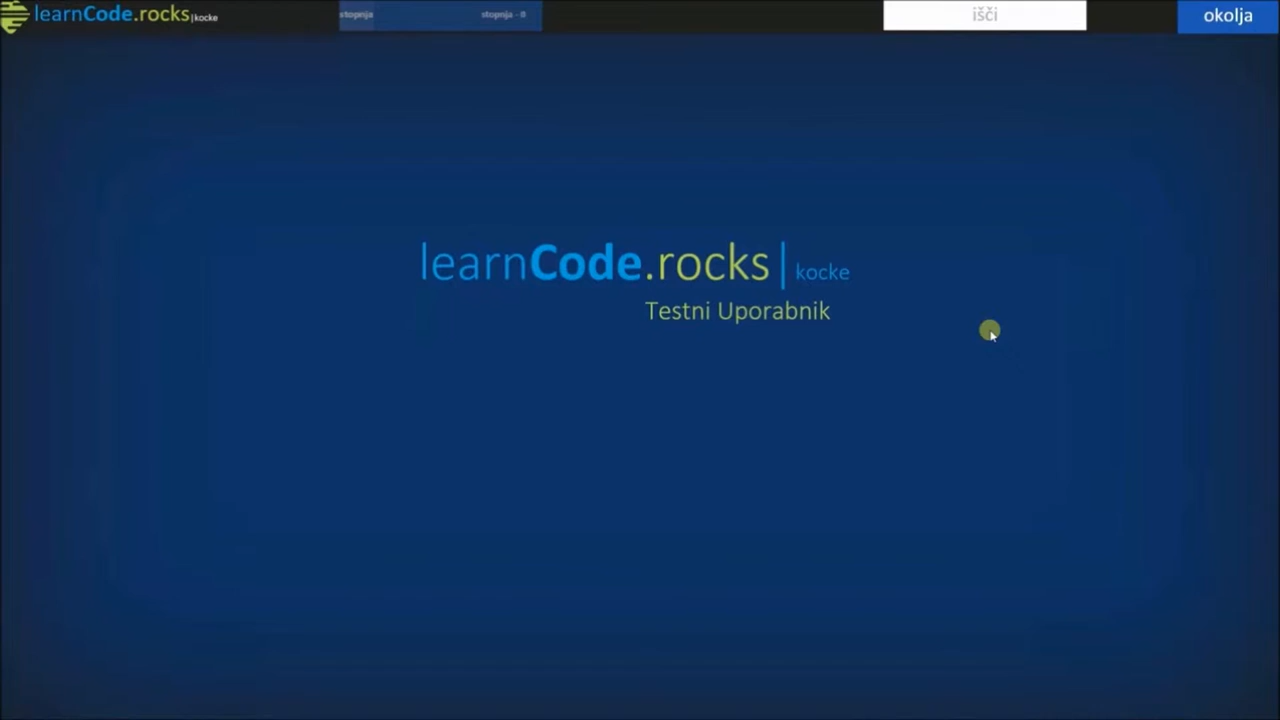 learnCode.rocks|kocke
stopnja stopnja - 0
išči
okolja
learnCode.rocks|kocke
Testni Uporabnik